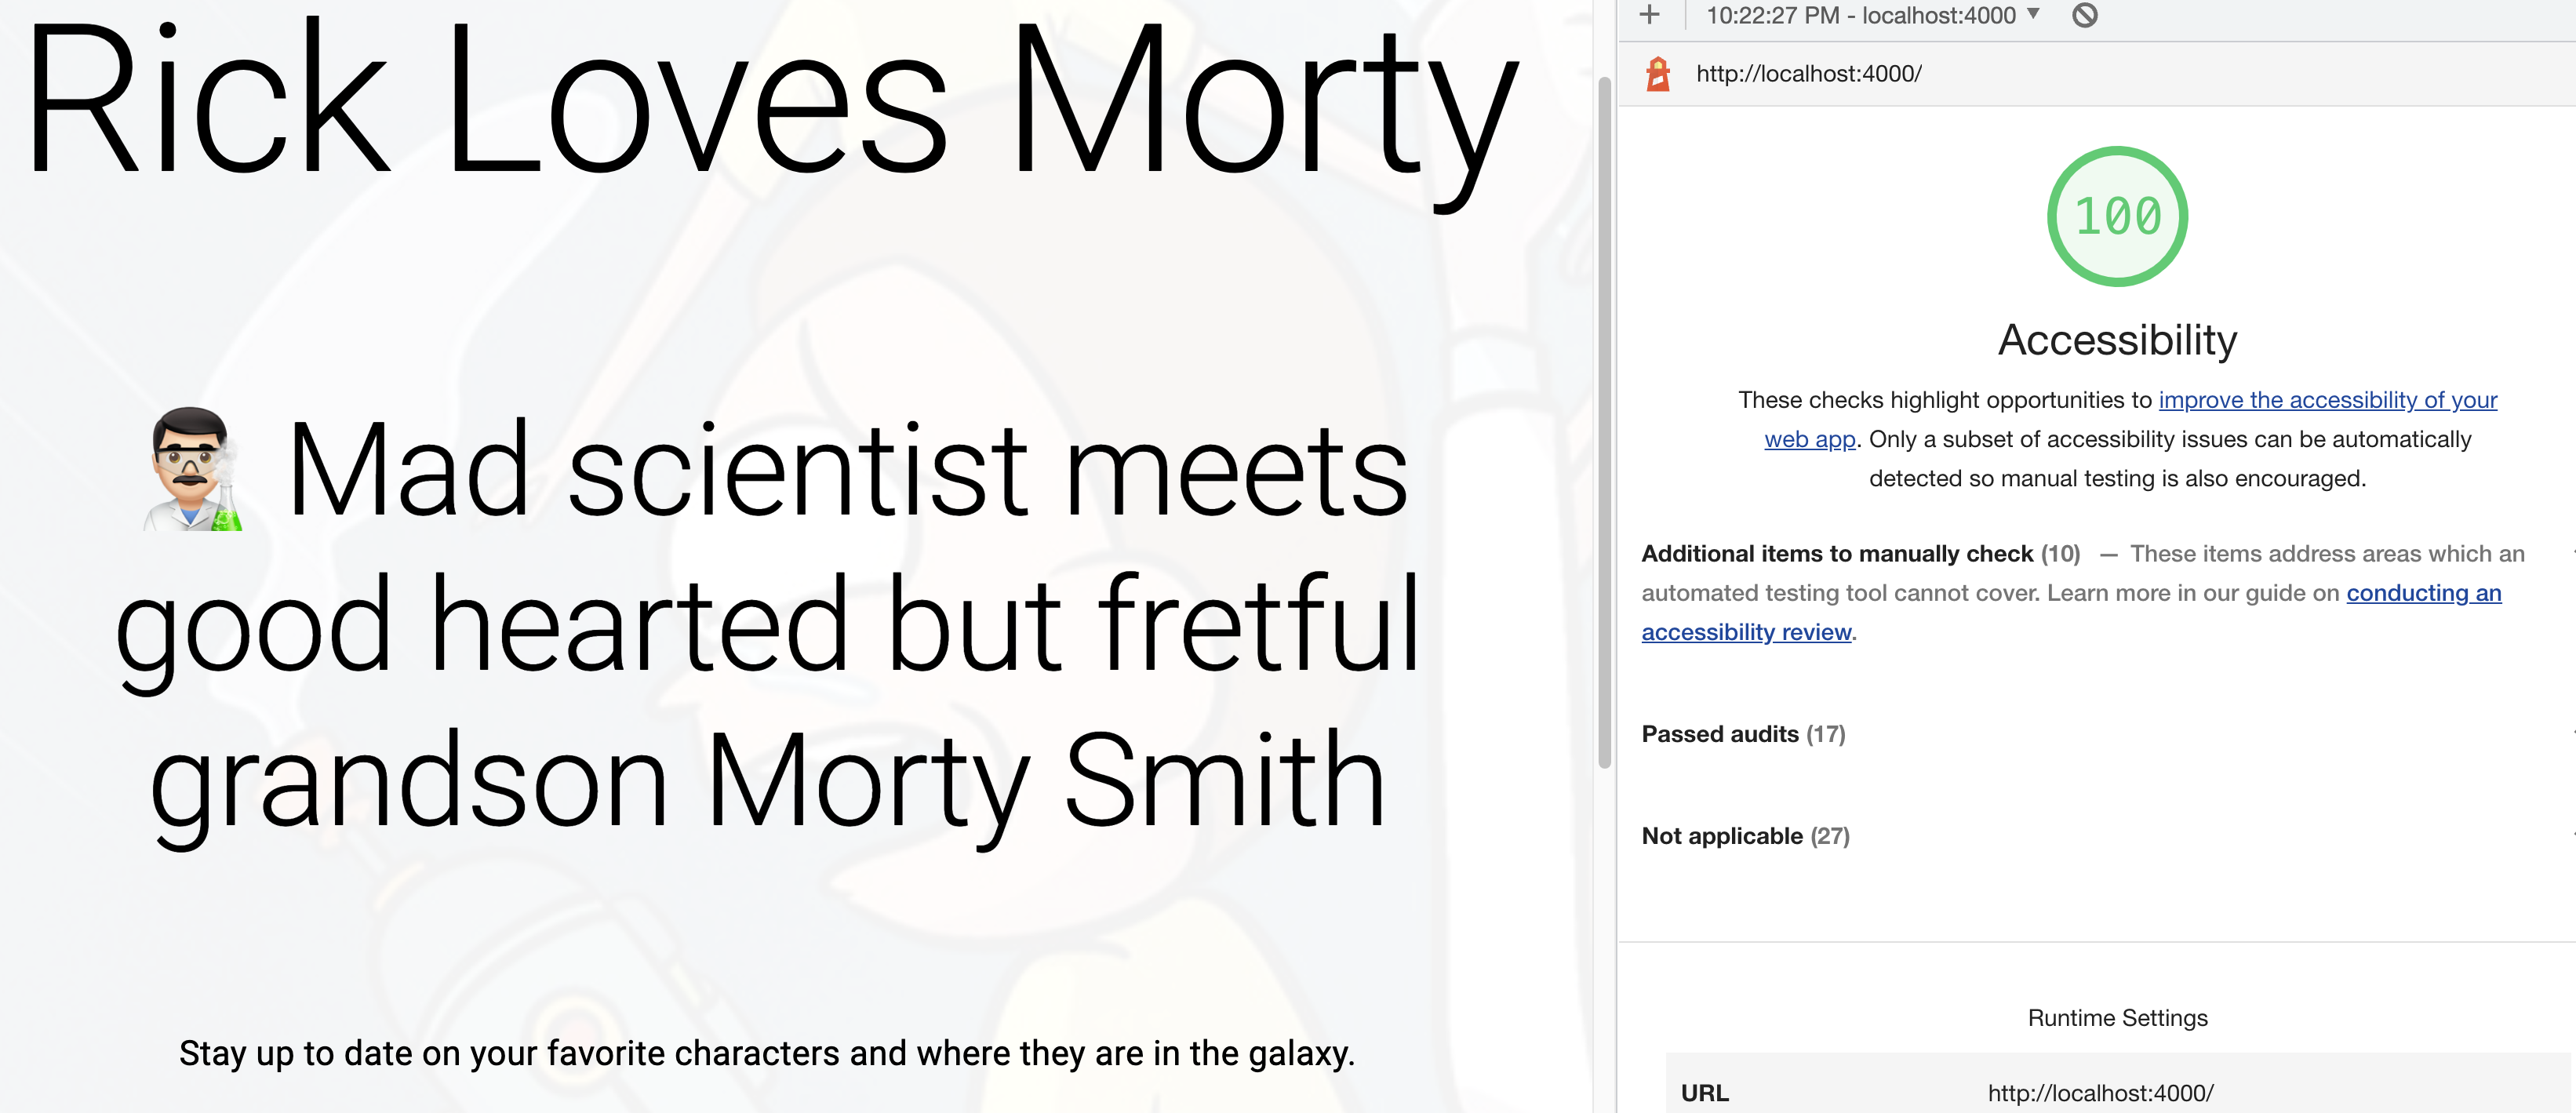 Rick Loves Morty
👨🏻‍🔬 Mad scientist meets
good hearted but fretful
grandson Morty Smith
Stay up to date on your favorite characters and where they are in the galaxy.
10:22:27 PM - localhost:4000
http://localhost:4000/
100
Accessibility
These checks highlight opportunities to improve the accessibility of your
web app. Only a subset of accessibility issues can be automatically
detected so manual testing is also encouraged.
Additional items to manually check (10) — These items address areas which an
automated testing tool cannot cover. Learn more in our guide on conducting an
accessibility review.
Passed audits (17)
Not applicable (27)
Runtime Settings
URL http://localhost:4000/